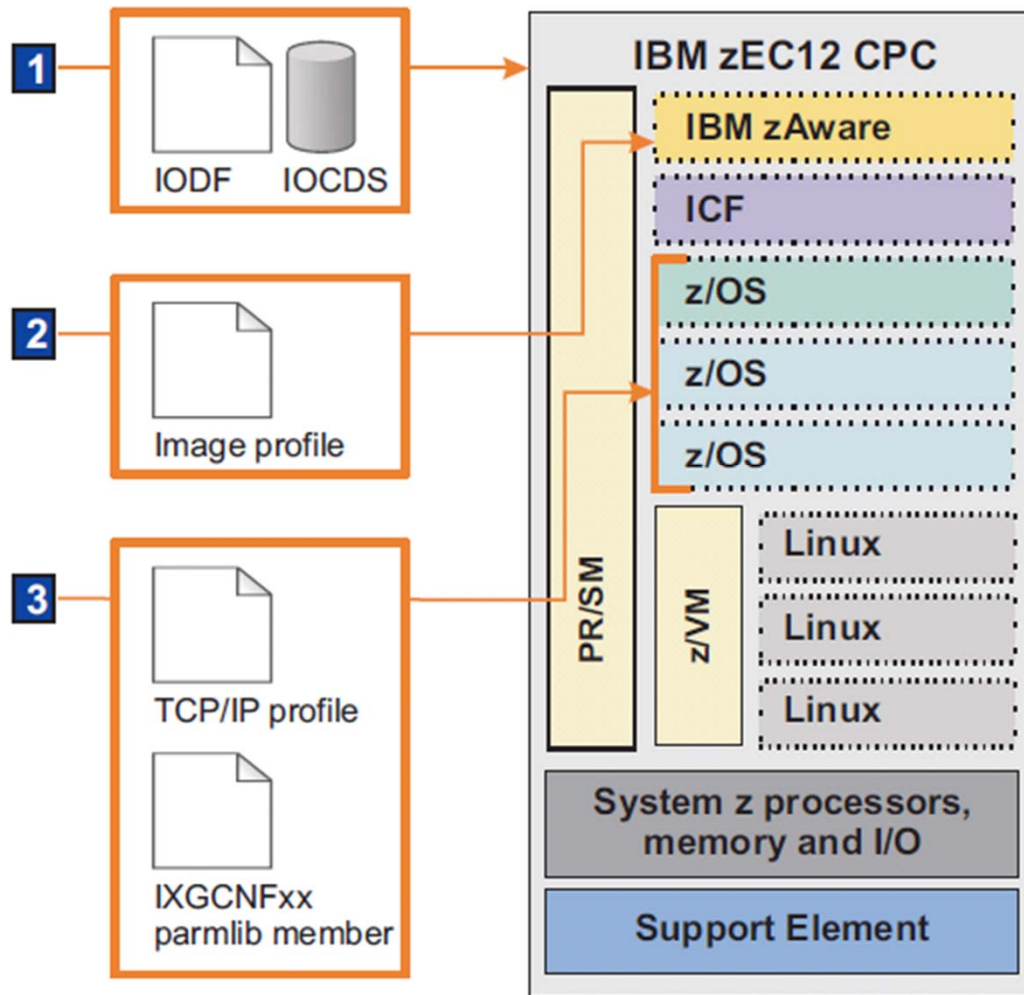 1
IODF
IOCDS
2
Image profile
3
TCP/IP profile
IXGCNFxx
parmlib member
IBM zEC12 CPC
PR/SM
IBM zAware
ICF
z/OS
z/OS
z/OS
z/VM
Linux
Linux
Linux
System z processors,
memory and I/O
Support Element